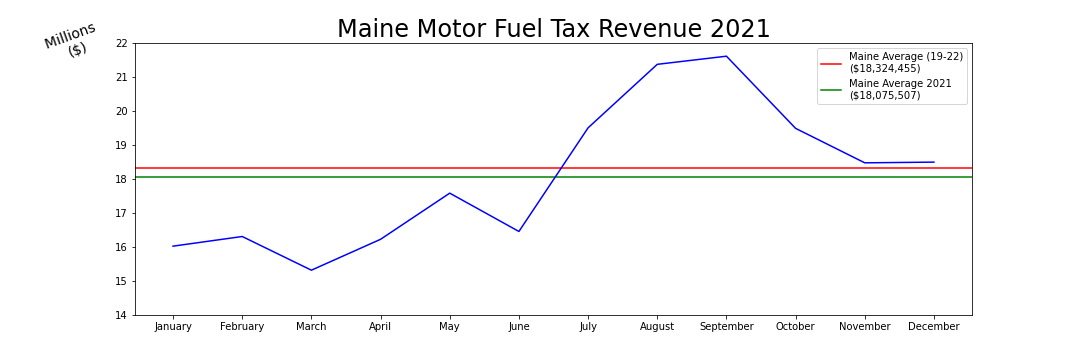 Maine Motor Fuel Tax Revenue 2021
Millions
($)
22
21
20
19
18
17
16
15
14
Maine Average (19-22)
($18,324,455)
Maine Average 2021
($18,075,507)
January February March April May June July August September October November December